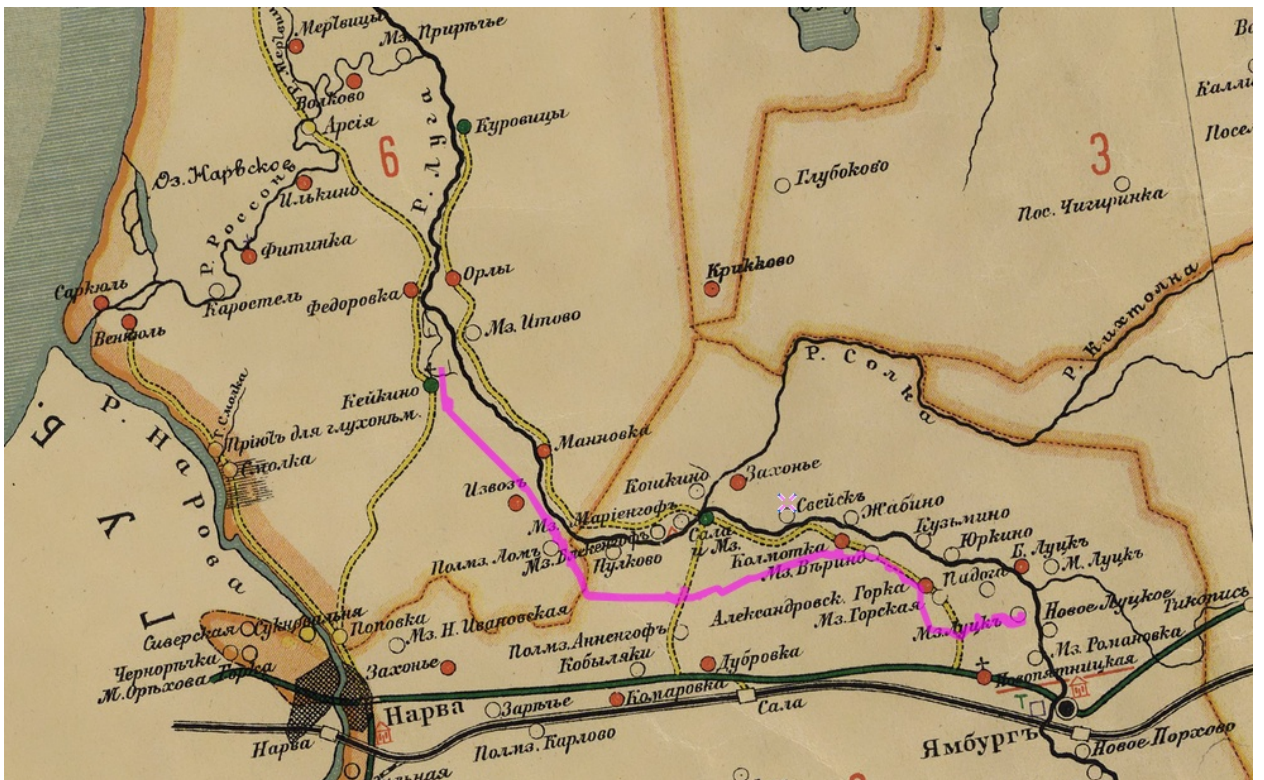 Мертвицы
Мз. Прирѣчье
Волково
Арсія
Р. Луга
Куровицы
6
3
Оз. Нарвское
Илькино
Р. Россонь
Фитинка
Глубоково
Пос. Чигиринка
Саркюль
Каростель
Федоровка
Орлы
Крикково
Венкюль
Мз. Итово
Р. Кихтолка
Р. Солка
Кейкино
Смолка
Р. Нарова
Пріютъ для глухонѣм.
Смолка
Манновка
Извозъ
Кошкино
Захонье
Мз. Маріенгофъ
Свейскъ
Жабино
Сала
и Мз.
Кузьмино
Полмз. Ломъ
Пулково
Колмотка
Юркино
Б. Луцкъ
М. Луцкъ
Мз. Вѣрино
Падога
Александровск. Горка
Мз. Горская
Мз. Луцкъ
Новое Луцкое
Тикопись
Сиверская
Поповка
Мз. Н. Ивановская
Полмз. Анненгофъ
Мз. Романовка
Чернорѣчка
Горка
М. Орѣхова
Захонье
Кобыляки
Дубровка
Новопятницкая
Нарва
Зарѣчье
Комаровка
Сала
Т
Нарва
Полмз. Карлово
Ямбургъ
Новое Порхово